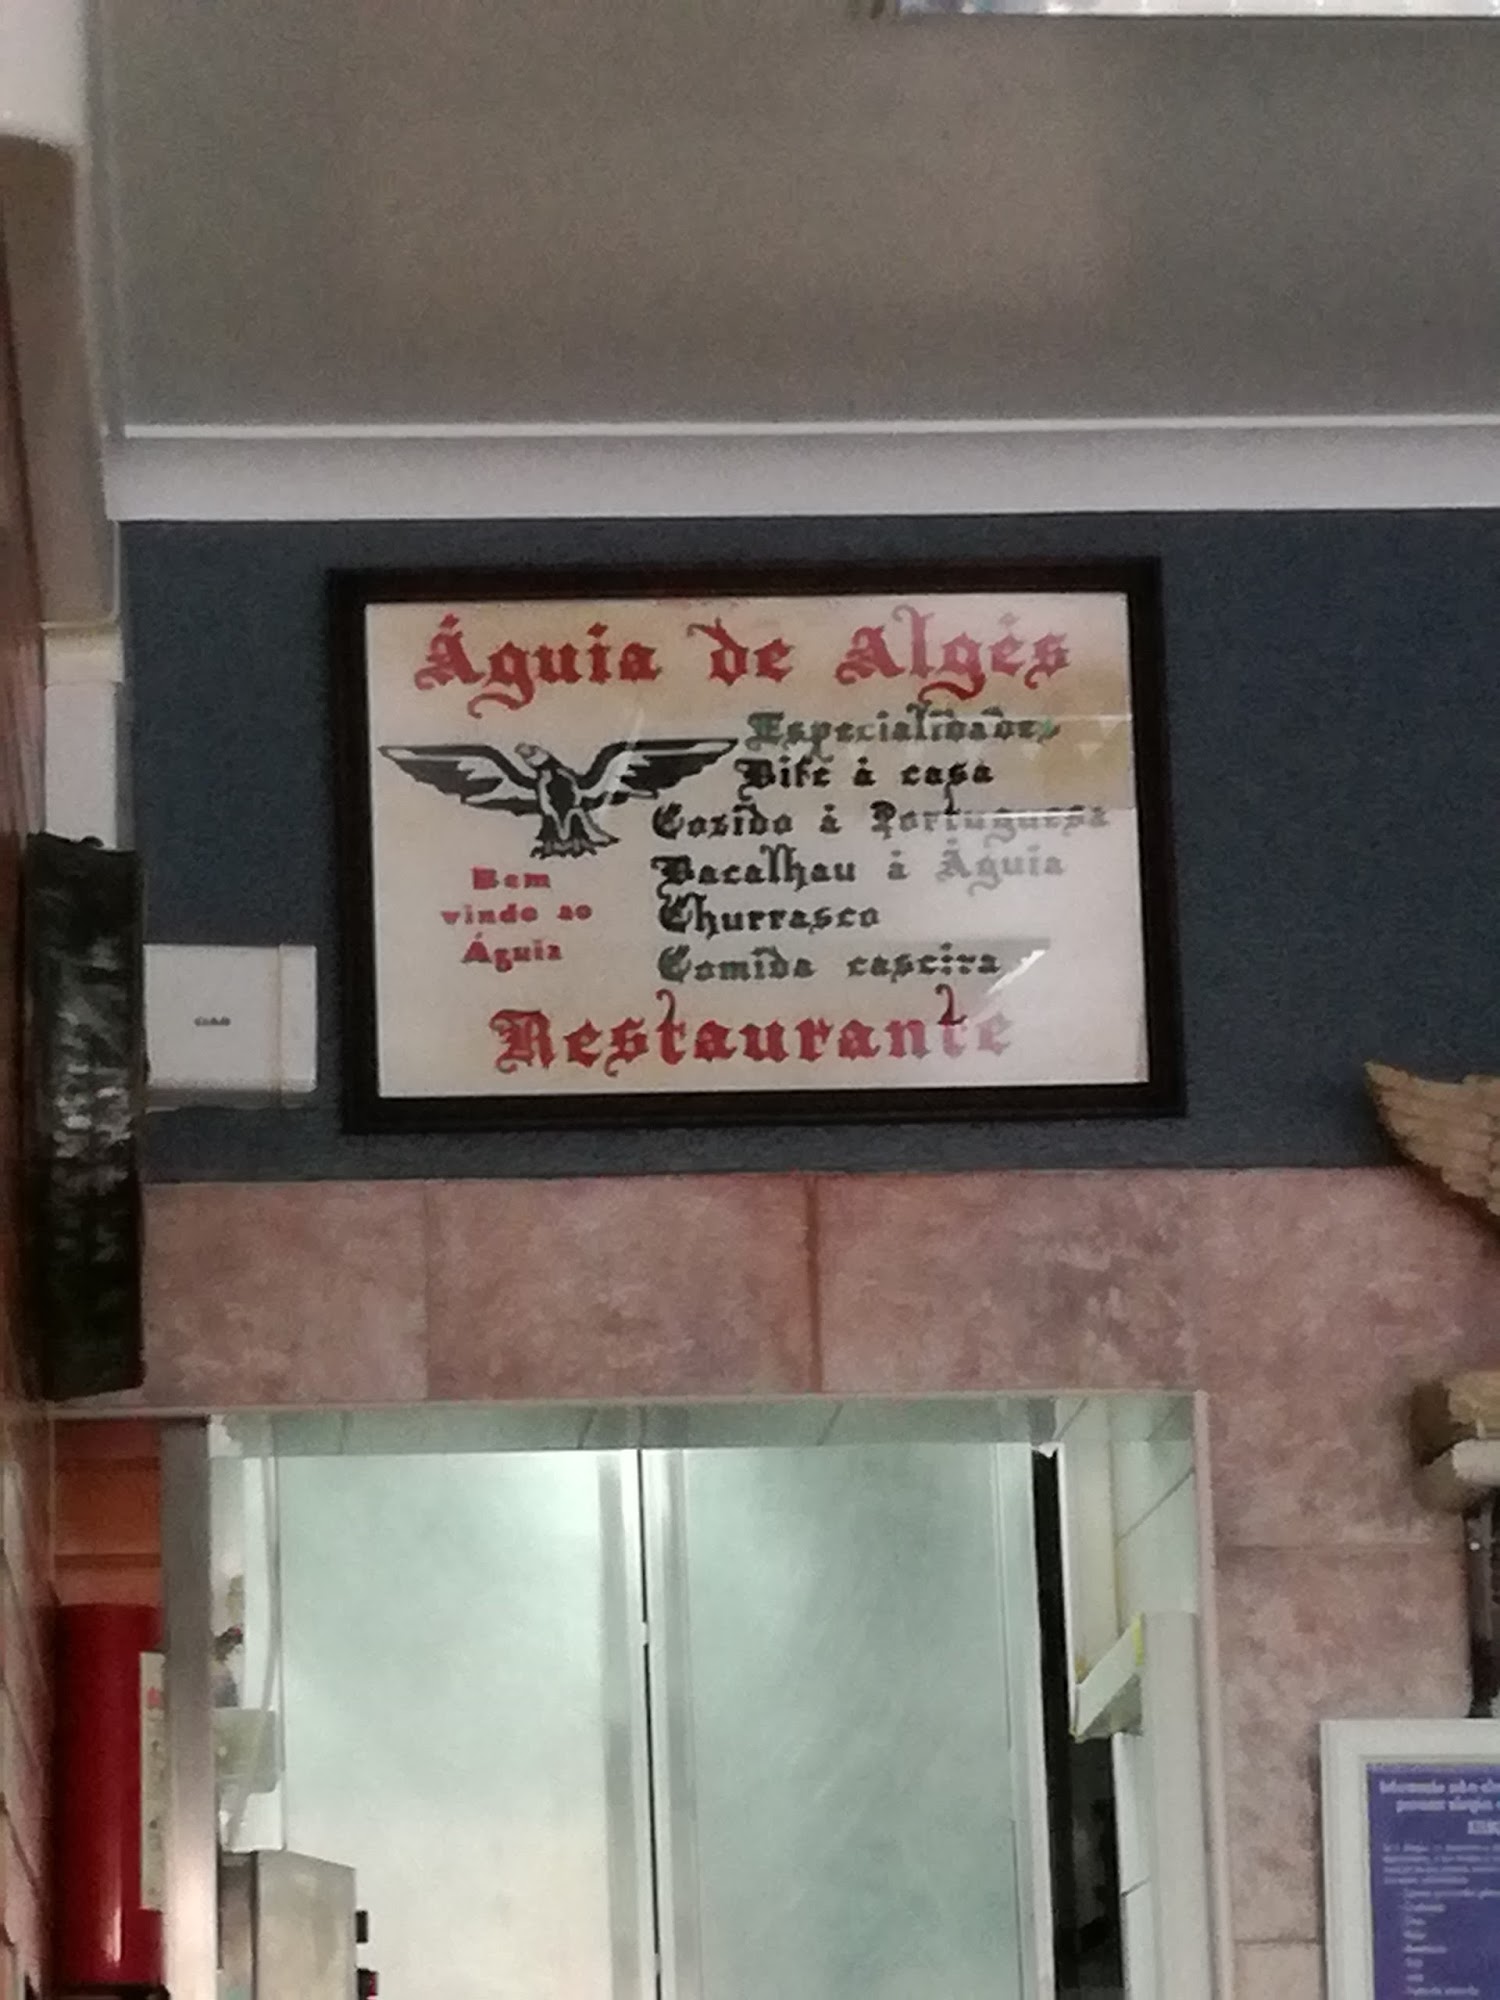 Águia de Algés
Especialidades
Bife à casa
Cozido à Portuguesa
Bacalhau à Águia
Churrasco
Comida caseira
Bem
vindo ao
Águia
Restaurante